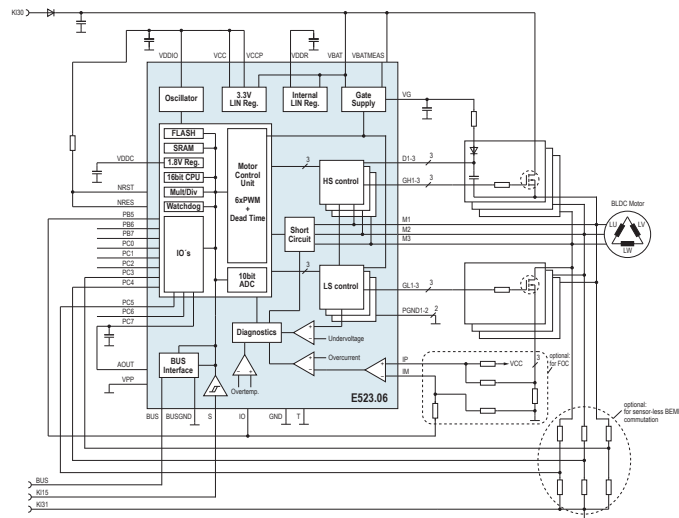 Kl30
VDDIO
VCC
VCCP
VDDR
VBAT
VBATMEAS
Oscillator
3.3V
LIN Reg.
Internal
LIN Reg.
Gate
Supply
VG
FLASH
SRAM
1.8V Reg.
16bit CPU
Mult/Div
Watchdog
IO´s
Motor
Control
Unit
6xPWM
+
Dead Time
10bit
ADC
HS control
Short
Circuit
LS control
3
3
VDDC
NRST
NRES
PB5
PB6
PB7
PC0
PC1
PC2
PC3
PC4
PC5
PC6
PC7
AOUT
VPP
D1-3
3
GH1-3
3
M1
M2
M3
GL1-3
3
PGND1-2
2
BLDC Motor
LU
LV
LW
Diagnostics
Undervoltage
Overcurrent
Overtemp.
BUS
Interface
E523.06
IP
IM
VCC
3
optional:
for FOC
BUS
BUSGND
S
IO
GND
T
optional:
for sensor-less BEMF
commutation
BUS
Kl15
Kl31